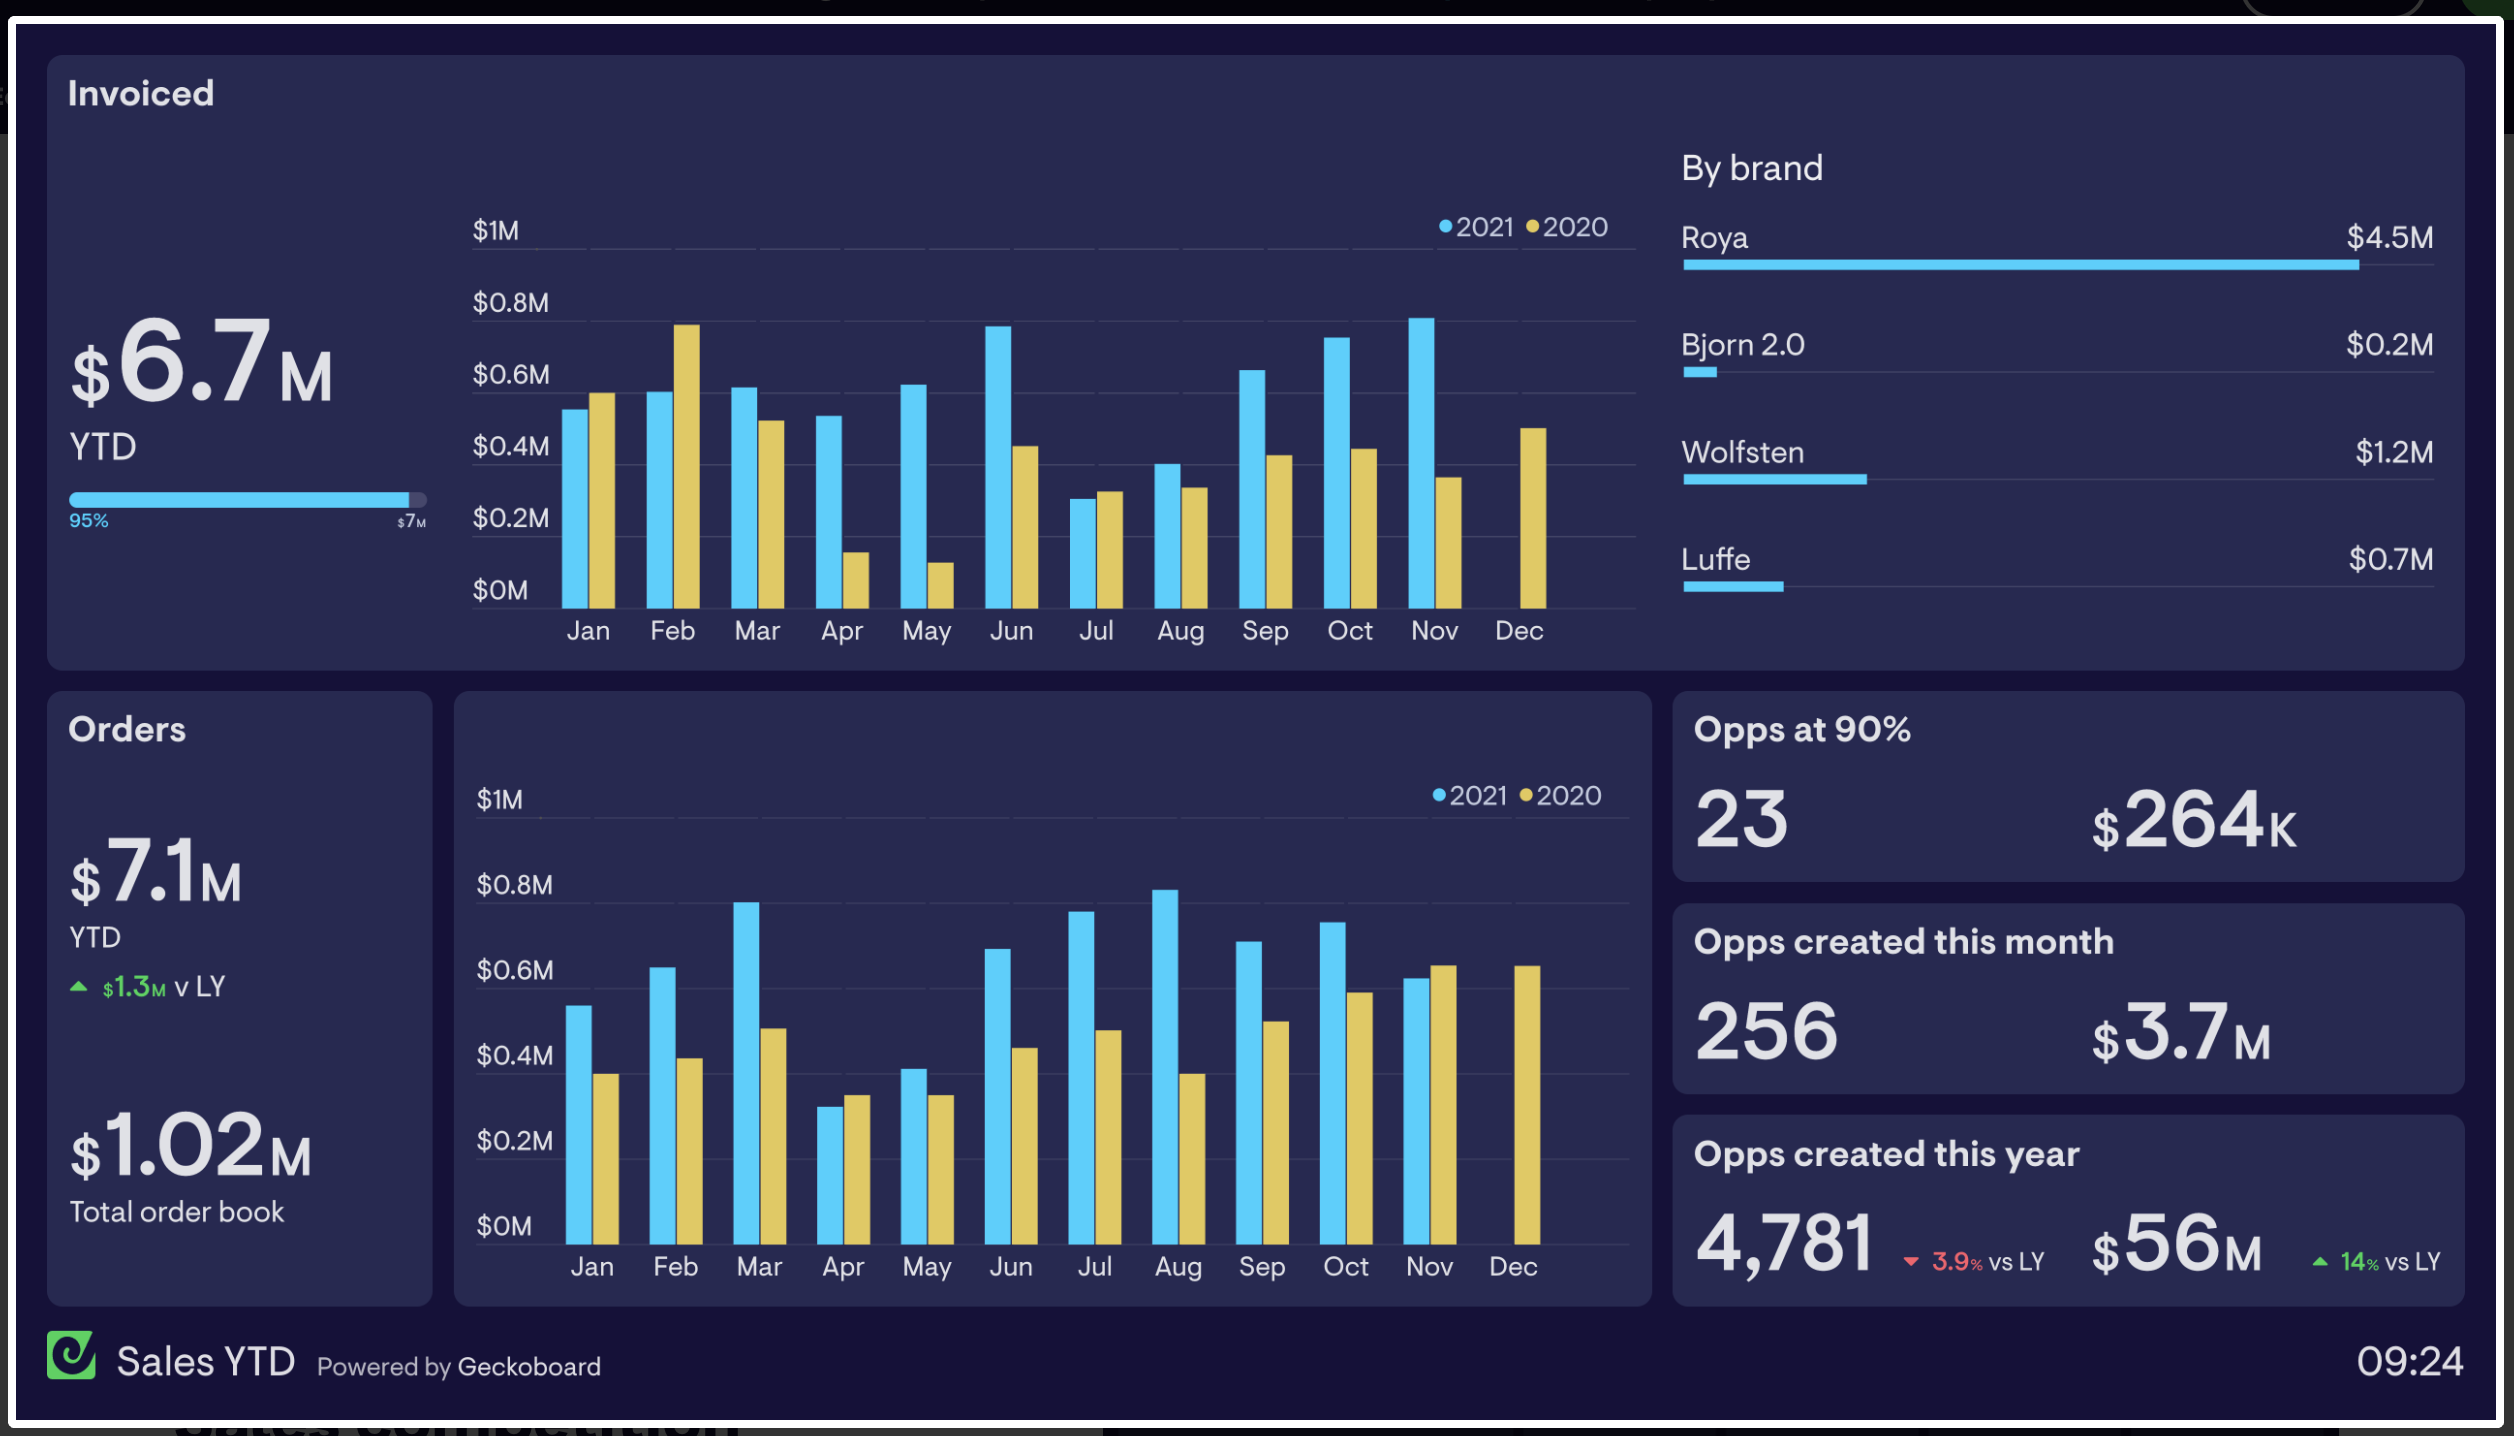 Invoiced
$6.7M
YTD
95%
$7M
2021 2020
$1M
$0.8M
$0.6M
$0.4M
$0.2M
$0M
Jan Feb Mar Apr May Jun Jul Aug Sep Oct Nov Dec
By brand
Roya $4.5M
Bjorn 2.0 $0.2M
Wolfsten $1.2M
Luffe $0.7M
Orders
$7.1M
YTD
▲ $1.3M v LY
$1.02M
Total order book
2021 2020
$1M
$0.8M
$0.6M
$0.4M
$0.2M
$0M
Jan Feb Mar Apr May Jun Jul Aug Sep Oct Nov Dec
Opps at 90%
23 $264K
Opps created this month
256 $3.7M
Opps created this year
4,781 ▼ 3.9% vs LY $56M ▲ 14% vs LY
Sales YTD Powered by Geckoboard
09:24